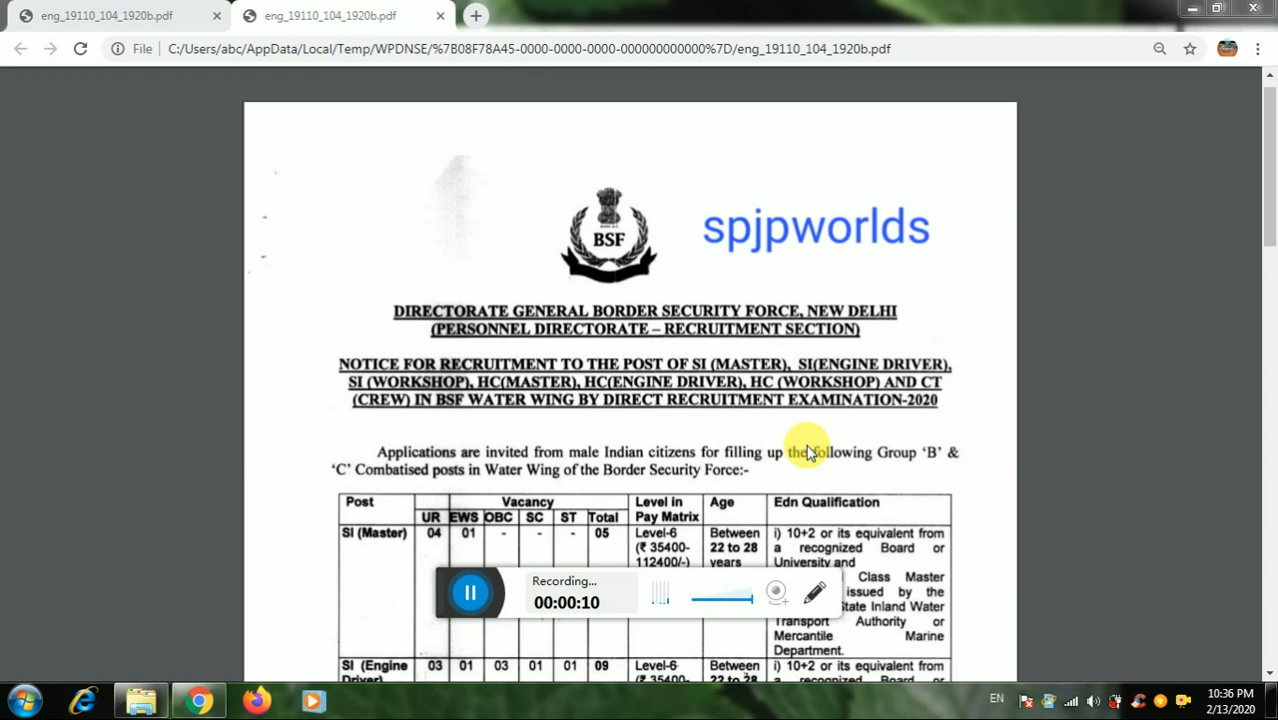 eng_19110_104_1920b.pdf
eng_19110_104_1920b.pdf
File
C:/Users/abc/AppData/Local/Temp/WPDNSE/%7B08F78A45-0000-0000-0000-000000000000%7D/eng_19110_104_1920b.pdf
BSF
spjpworlds
DIRECTORATE GENERAL BORDER SECURITY FORCE, NEW DELHI
(PERSONNEL DIRECTORATE – RECRUITMENT SECTION)
NOTICE FOR RECRUITMENT TO THE POST OF SI (MASTER), SI(ENGINE DRIVER),
SI (WORKSHOP), HC(MASTER), HC(ENGINE DRIVER), HC (WORKSHOP) AND CT
(CREW) IN BSF WATER WING BY DIRECT RECRUITMENT EXAMINATION-2020
Applications are invited from male Indian citizens for filling up the following Group 'B' &
'C' Combatised posts in Water Wing of the Border Security Force:-
Post Vacancy Level in Age Edn Qualification
UR EWS OBC SC ST Total Pay Matrix
SI (Master) 04 01 - - - 05 Level-6 Between i) 10+2 or its equivalent from
(₹ 35400- 22 to 28 a recognized Board or
112400/-) years University and
Class Master
issued by the
State Inland Water
Transport Authority or
Mercantile Marine
Department.
Recording...
00:00:10
SI (Engine 03 01 03 01 01 09 Level-6 Between i) 10+2 or its equivalent from
Driver) (₹ 35400- 22 to 28 a recognized Board or
EN
10:36 PM
2/13/2020